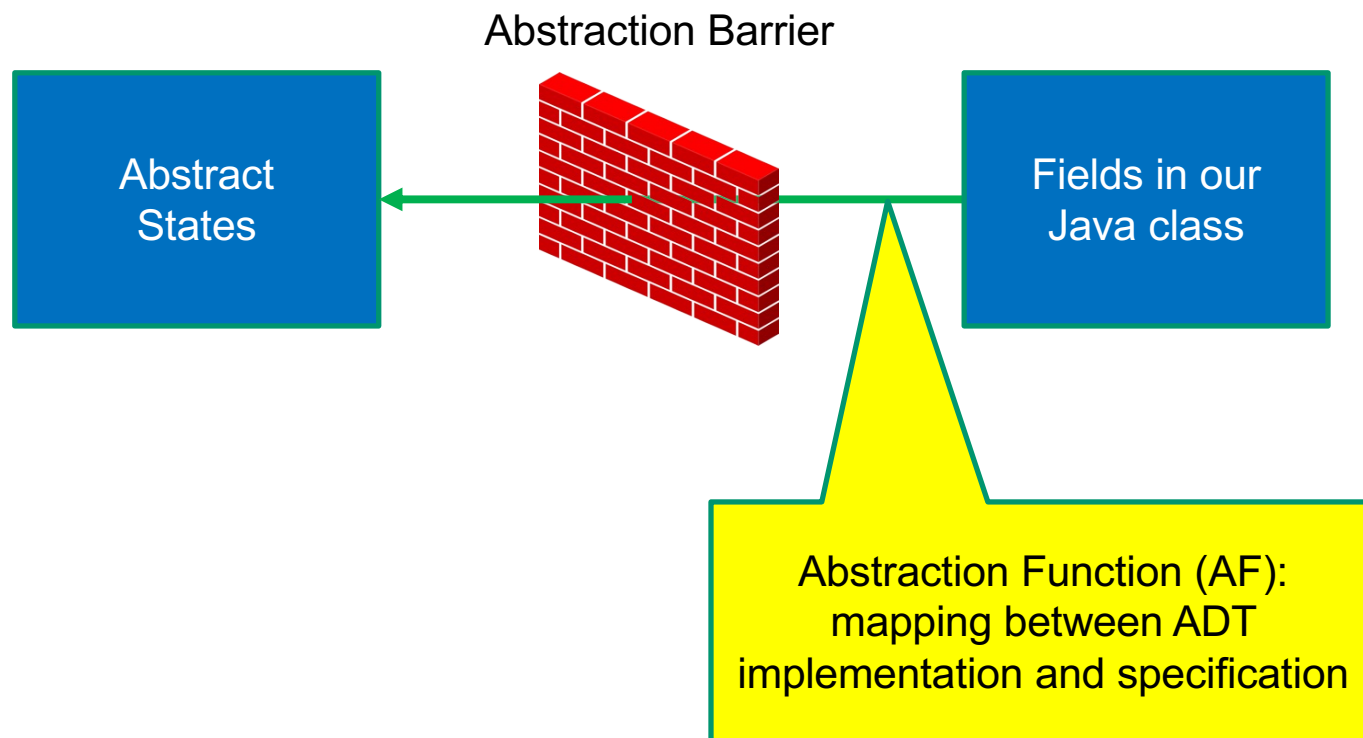 Abstraction Barrier
Abstract
States
Fields in our
Java class
Abstraction Function (AF):
mapping between ADT
implementation and specification